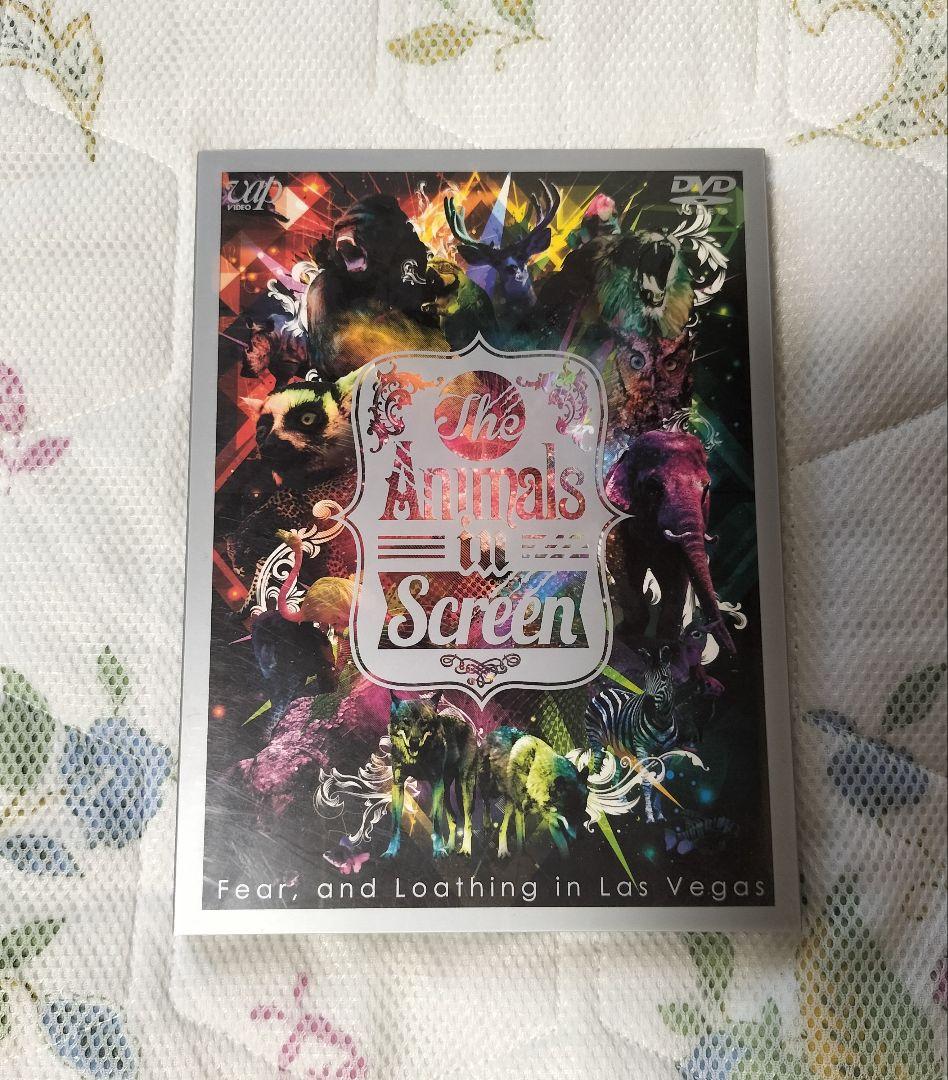 vap
VIDEO
DVD
The
Animals
in
Screen
Fear, and Loathing in Las Vegas